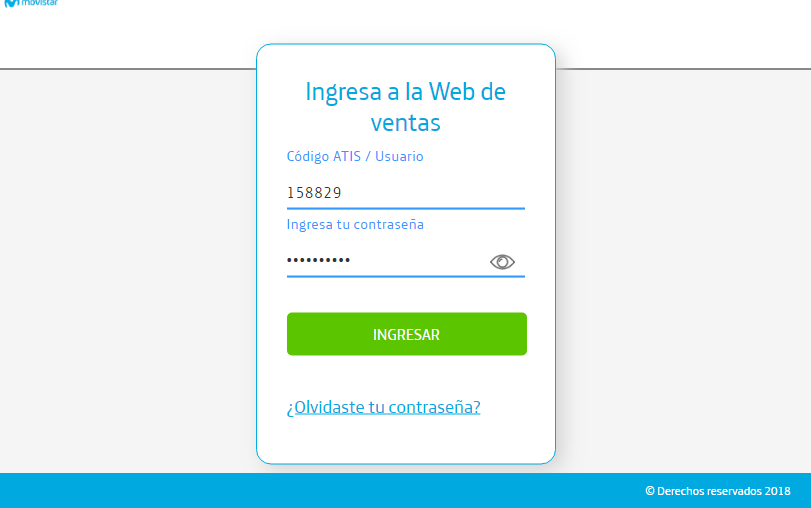 movistar
Ingresa a la Web de
ventas
Código ATIS / Usuario
158829
Ingresa tu contraseña
••••••••••
INGRESAR
¿Olvidaste tu contraseña?
© Derechos reservados 2018